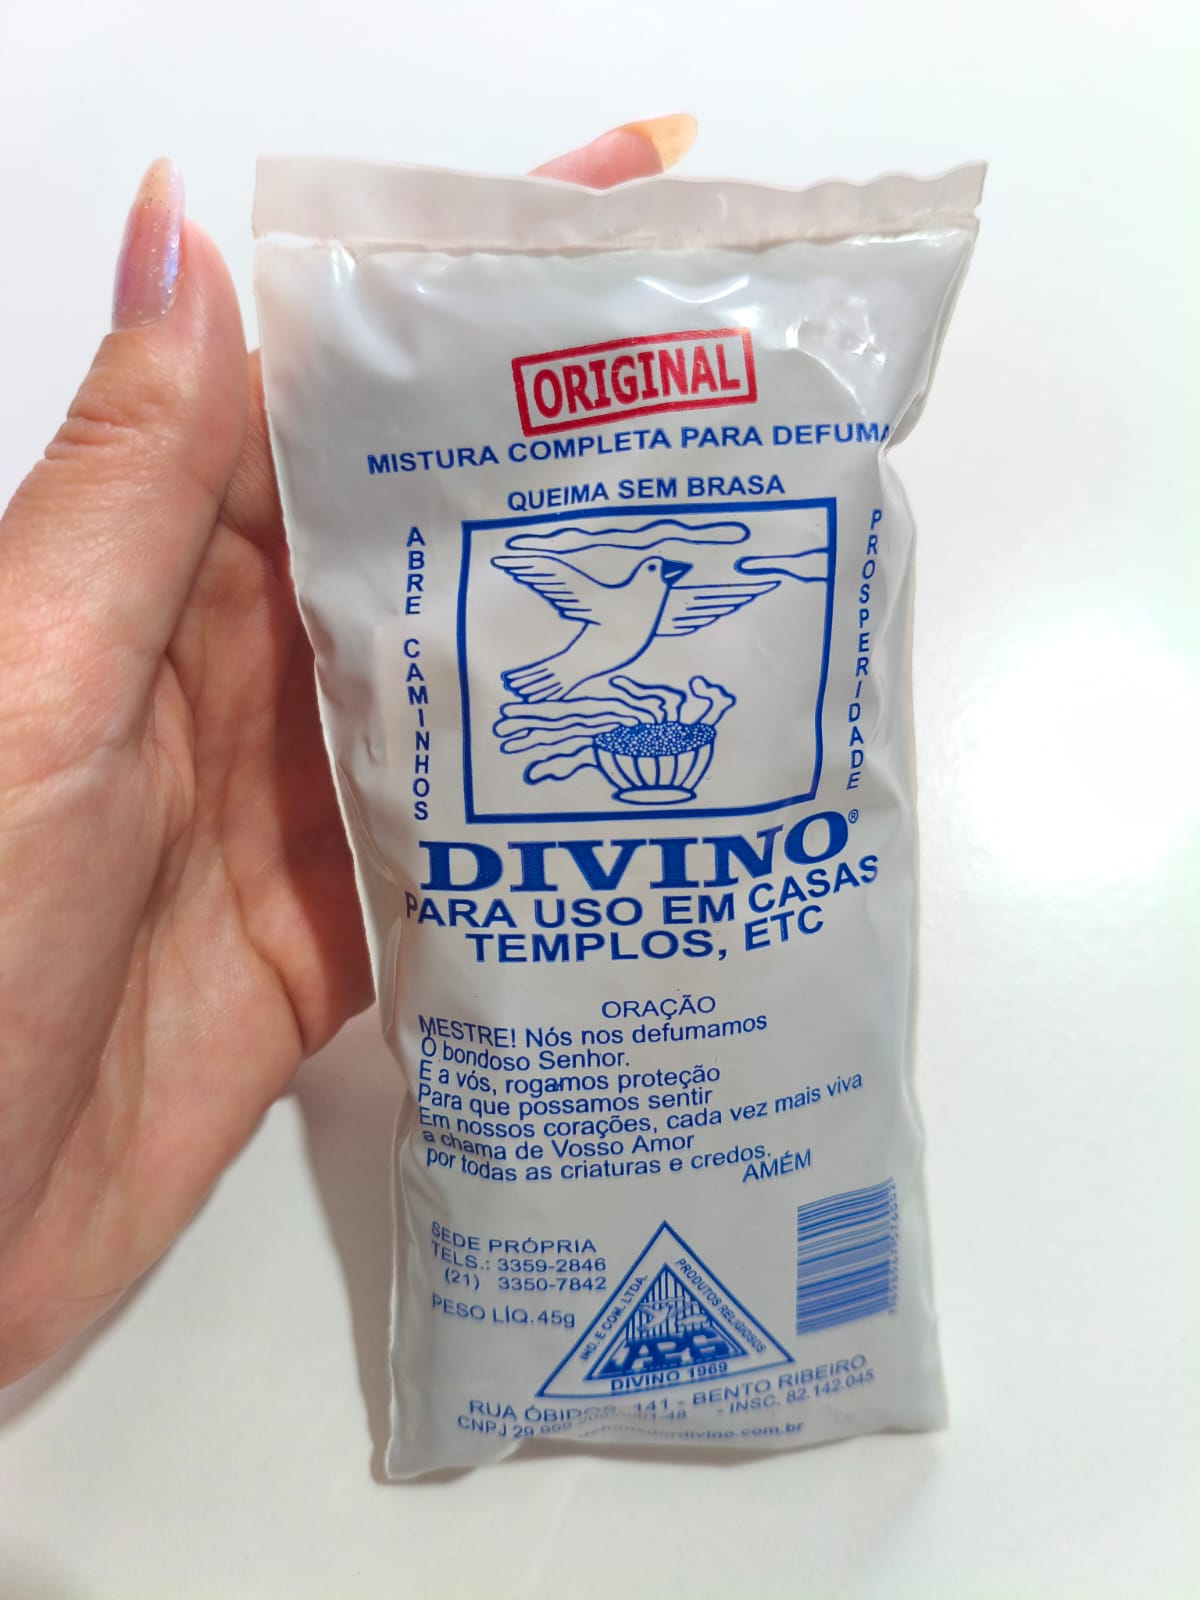 ORIGINAL
MISTURA COMPLETA PARA DEFUMA
QUEIMA SEM BRASA
ABRE CAMINHOS
PROSPERIDADE
DIVINO®
PARA USO EM CASAS
TEMPLOS, ETC
ORAÇÃO
MESTRE! Nós nos defumamos
Ó bondoso Senhor.
E a vós, rogamos proteção
Para que possamos sentir
Em nossos corações, cada vez mais viva
a chama de Vosso Amor
por todas as criaturas e credos.
AMÉM
SEDE PRÓPRIA
TELS.: 3359-2846
(21) 3350-7842
PESO LÍQ. 45g
IND. E COM. LTDA.
PRODUTOS RELIGIOSOS
DIVINO 1969
RUA ÓBIDOS, 141 - BENTO RIBEIRO
CNPJ 29 - INSC. 82.142.045